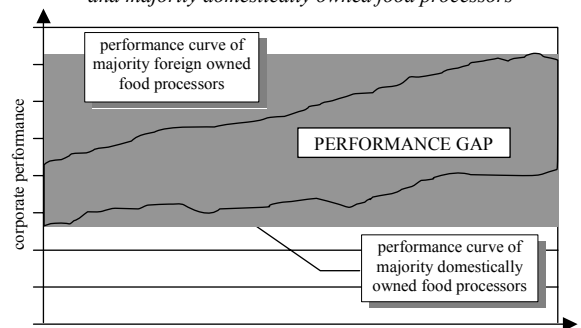 and majority domestically owned food processors
performance curve of
majority foreign owned
food processors
PERFORMANCE GAP
corporate performance
performance curve of
majority domestically
owned food processors